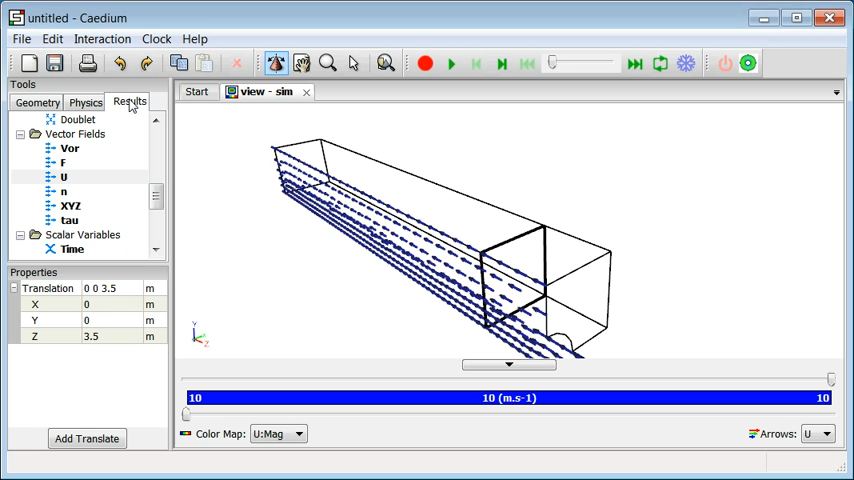 untitled - Caedium
File Edit Interaction Clock Help
Tools
Geometry Physics Results
Start view - sim
Doublet
Vector Fields
Vor
F
U
n
XYZ
tau
Scalar Variables
Time
Properties
Translation 0 0 3.5 m
X 0 m
Y 0 m
Z 3.5 m
Add Translate
Y
X
Z
10 10 (m.s-1) 10
Color Map: U:Mag Arrows: U